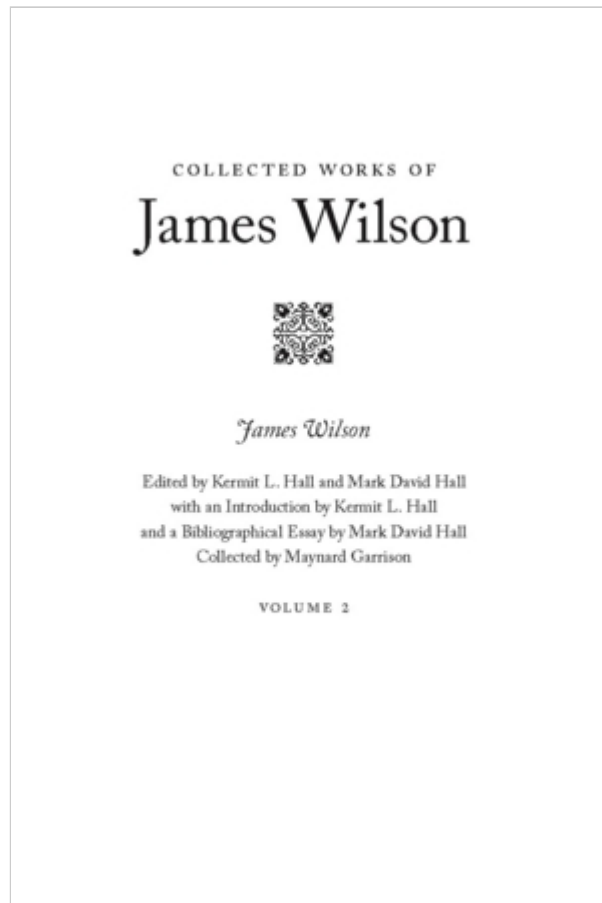 COLLECTED WORKS OF
James Wilson
James Wilson
Edited by Kermit L. Hall and Mark David Hall
with an Introduction by Kermit L. Hall
and a Bibliographical Essay by Mark David Hall
Collected by Maynard Garrison
VOLUME 2